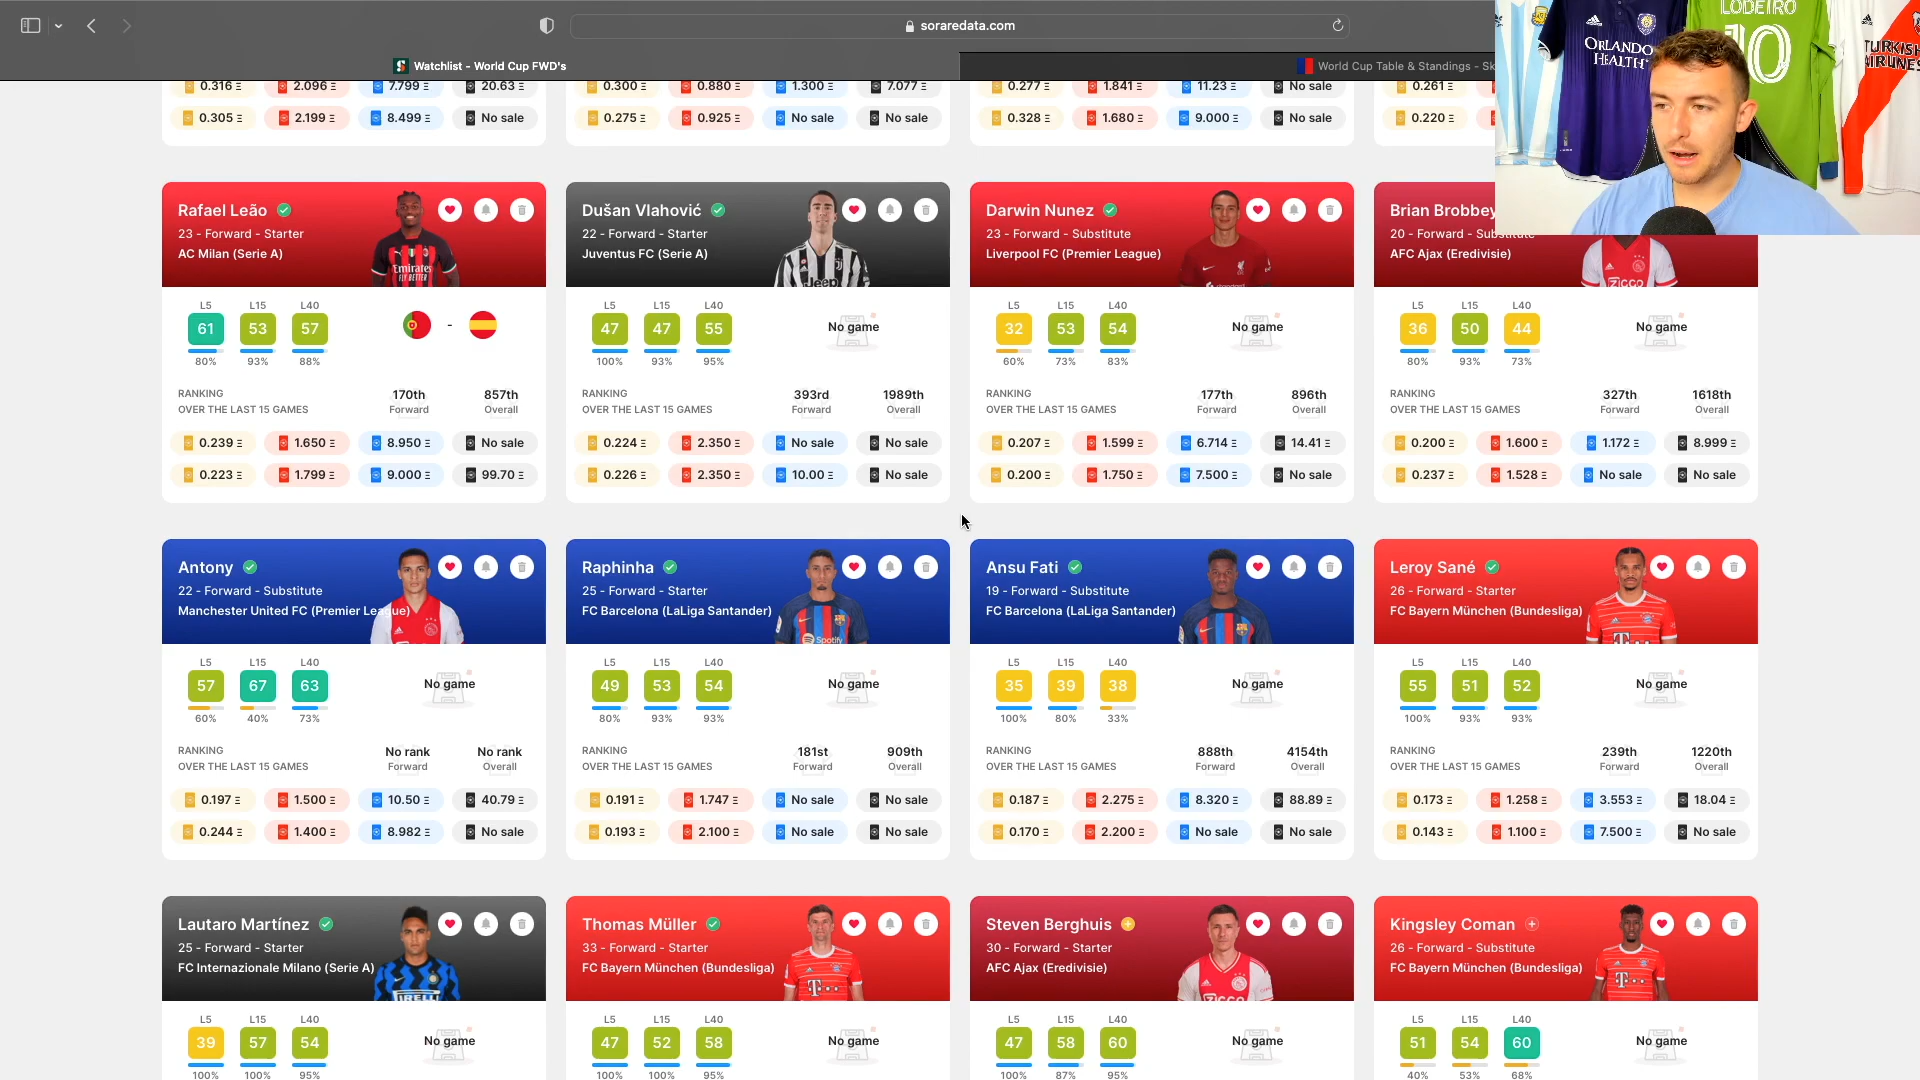 soraredata.com
Watchlist - World Cup FWD's
World Cup Table & Standings - Sk
LODEIRO
10
ORLANDO
HEALTH
TURKISH
AIRLINES
0.316 Ξ 2.096 Ξ 7.799 Ξ 20.63 Ξ
0.300 Ξ 0.880 Ξ 1.300 Ξ 7.077 Ξ
0.277 Ξ 1.841 Ξ 11.23 Ξ No sale
0.261 Ξ
0.305 Ξ 2.199 Ξ 8.499 Ξ No sale
0.275 Ξ 0.925 Ξ No sale No sale
0.328 Ξ 1.680 Ξ 9.000 Ξ No sale
0.220 Ξ
Rafael Leão
23 - Forward - Starter
AC Milan (Serie A)
L5 L15 L40
61 53 57
80% 93% 88%
-
RANKING
OVER THE LAST 15 GAMES
170th 857th
Forward Overall
0.239 Ξ 1.650 Ξ 8.950 Ξ No sale
0.223 Ξ 1.799 Ξ 9.000 Ξ 99.70 Ξ
Dušan Vlahović
22 - Forward - Starter
Juventus FC (Serie A)
Jeep
L5 L15 L40
47 47 55
100% 93% 95%
No game
RANKING
OVER THE LAST 15 GAMES
393rd 1989th
Forward Overall
0.224 Ξ 2.350 Ξ No sale No sale
0.226 Ξ 2.350 Ξ 10.00 Ξ No sale
Darwin Nunez
23 - Forward - Substitute
Liverpool FC (Premier League)
L5 L15 L40
32 53 54
60% 73% 83%
No game
RANKING
OVER THE LAST 15 GAMES
177th 896th
Forward Overall
0.207 Ξ 1.599 Ξ 6.714 Ξ 14.41 Ξ
0.200 Ξ 1.750 Ξ 7.500 Ξ No sale
Brian Brobbey
20 - Forward - Substitute
AFC Ajax (Eredivisie)
ZIGGO
L5 L15 L40
36 50 44
80% 93% 73%
No game
RANKING
OVER THE LAST 15 GAMES
327th 1618th
Forward Overall
0.200 Ξ 1.600 Ξ 1.172 Ξ 8.999 Ξ
0.237 Ξ 1.528 Ξ No sale No sale
Antony
22 - Forward - Substitute
Manchester United FC (Premier League)
L5 L15 L40
57 67 63
60% 40% 73%
No game
RANKING
OVER THE LAST 15 GAMES
No rank No rank
Forward Overall
0.197 Ξ 1.500 Ξ 10.50 Ξ 40.79 Ξ
0.244 Ξ 1.400 Ξ 8.982 Ξ No sale
Raphinha
25 - Forward - Starter
FC Barcelona (LaLiga Santander)
Spotify
L5 L15 L40
49 53 54
80% 93% 93%
No game
RANKING
OVER THE LAST 15 GAMES
181st 909th
Forward Overall
0.191 Ξ 1.747 Ξ No sale No sale
0.193 Ξ 2.100 Ξ No sale No sale
Ansu Fati
19 - Forward - Substitute
FC Barcelona (LaLiga Santander)
L5 L15 L40
35 39 38
100% 80% 33%
No game
RANKING
OVER THE LAST 15 GAMES
888th 4154th
Forward Overall
0.187 Ξ 2.275 Ξ 8.320 Ξ 88.89 Ξ
0.170 Ξ 2.200 Ξ No sale No sale
Leroy Sané
26 - Forward - Starter
FC Bayern München (Bundesliga)
L5 L15 L40
55 51 52
100% 93% 93%
No game
RANKING
OVER THE LAST 15 GAMES
239th 1220th
Forward Overall
0.173 Ξ 1.258 Ξ 3.553 Ξ 18.04 Ξ
0.143 Ξ 1.100 Ξ 7.500 Ξ No sale
Lautaro Martínez
25 - Forward - Starter
FC Internazionale Milano (Serie A)
L5 L15 L40
39 57 54
100% 100% 95%
No game
Thomas Müller
33 - Forward - Starter
FC Bayern München (Bundesliga)
L5 L15 L40
47 52 58
100% 100% 95%
No game
Steven Berghuis
30 - Forward - Starter
AFC Ajax (Eredivisie)
ZIGGO
L5 L15 L40
47 58 60
100% 87% 95%
No game
Kingsley Coman
26 - Forward - Substitute
FC Bayern München (Bundesliga)
L5 L15 L40
51 54 60
40% 53% 68%
No game